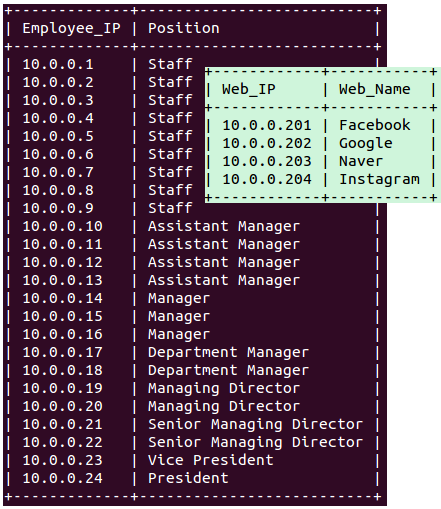 +-------------+--------------------------+
| Employee_IP | Position                 |
+-------------+--------------------------+
| 10.0.0.1    | Staff
| 10.0.0.2    | Staff
| 10.0.0.3    | Staff
| 10.0.0.4    | Staff
| 10.0.0.5    | Staff
| 10.0.0.6    | Staff
| 10.0.0.7    | Staff
| 10.0.0.8    | Staff
| 10.0.0.9    | Staff                    |
| 10.0.0.10   | Assistant Manager        |
| 10.0.0.11   | Assistant Manager        |
| 10.0.0.12   | Assistant Manager        |
| 10.0.0.13   | Assistant Manager        |
| 10.0.0.14   | Manager                  |
| 10.0.0.15   | Manager                  |
| 10.0.0.16   | Manager                  |
| 10.0.0.17   | Department Manager       |
| 10.0.0.18   | Department Manager       |
| 10.0.0.19   | Managing Director        |
| 10.0.0.20   | Managing Director        |
| 10.0.0.21   | Senior Managing Director |
| 10.0.0.22   | Senior Managing Director |
| 10.0.0.23   | Vice President           |
| 10.0.0.24   | President                |
+-------------+--------------------------+
+------------+-----------+
| Web_IP     | Web_Name  |
+------------+-----------+
| 10.0.0.201 | Facebook  |
| 10.0.0.202 | Google    |
| 10.0.0.203 | Naver     |
| 10.0.0.204 | Instagram |
+------------+-----------+